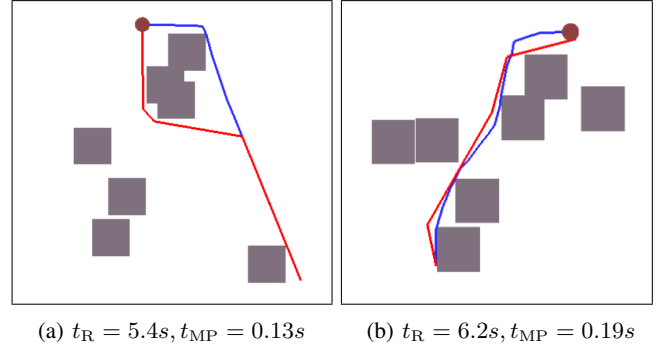 (a) t_R = 5.4s, t_MP = 0.13s
(b) t_R = 6.2s, t_MP = 0.19s